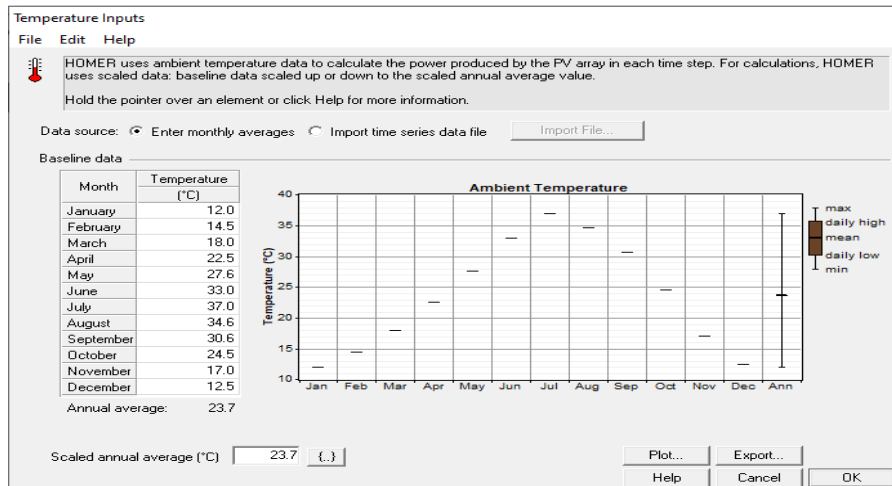 Temperature Inputs
File Edit Help
HOMER uses ambient temperature data to calculate the power produced by the PV array in each time step. For calculations, HOMER
uses scaled data: baseline data scaled up or down to the scaled annual average value.
Hold the pointer over an element or click Help for more information.
Data source: Enter monthly averages Import time series data file Import File...
Baseline data
Month Temperature
(°C)
January 12.0
February 14.5
March 18.0
April 22.5
May 27.6
June 33.0
July 37.0
August 34.6
September 30.6
October 24.5
November 17.0
December 12.5
Annual average: 23.7
Ambient Temperature
Temperature (°C)
40
35
30
25
20
15
10
Jan Feb Mar Apr May Jun Jul Aug Sep Oct Nov Dec Ann
max
daily high
mean
daily low
min
Scaled annual average (°C) 23.7 {..}
Plot... Export...
Help Cancel OK